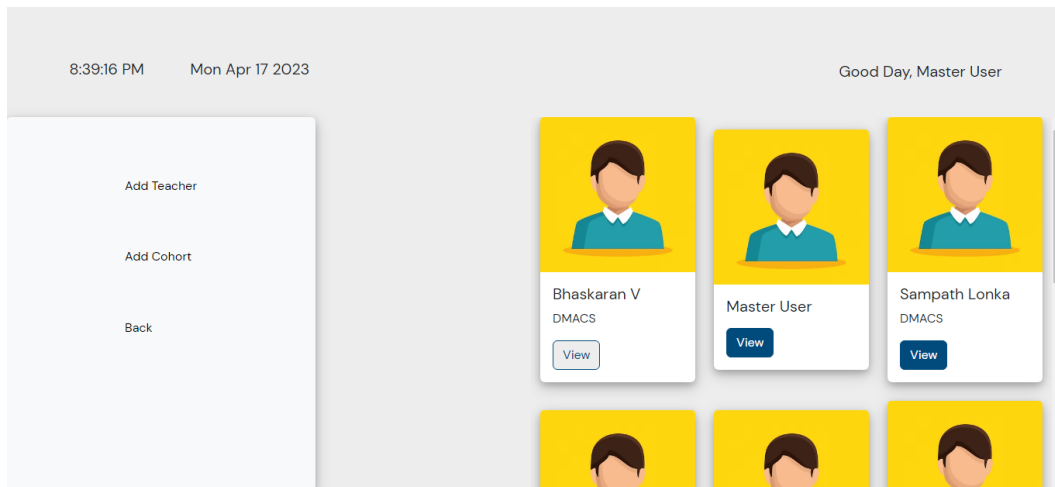 8:39:16 PM Mon Apr 17 2023
Good Day, Master User
Add Teacher
Add Cohort
Back
Bhaskaran V
DMACS
View
Master User
View
Sampath Lonka
DMACS
View